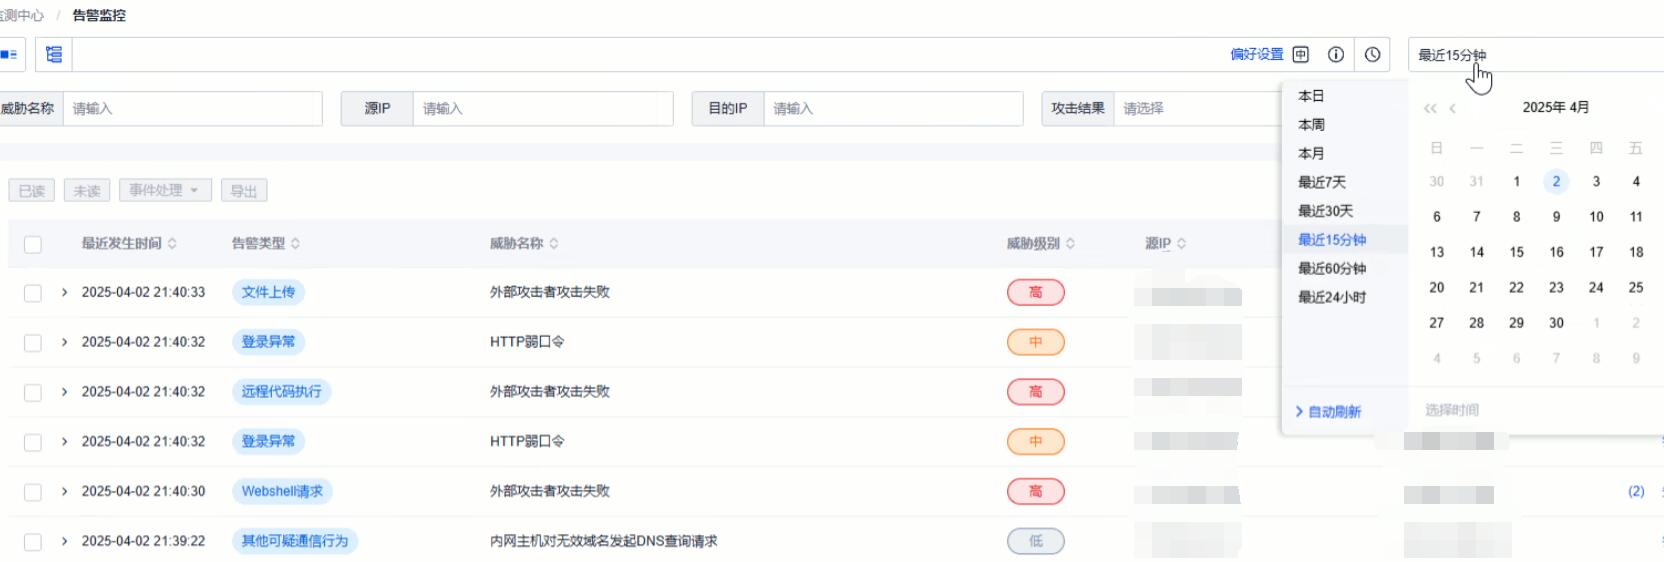 监测中心 / 告警监控
偏好设置 中
最近15分钟
威胁名称 请输入 源IP 请输入 目的IP 请输入 攻击结果 请选择
已读 未读 事件处理 导出
最近发生时间 告警类型 威胁名称 威胁级别 源IP
2025-04-02 21:40:33 文件上传 外部攻击者攻击失败 高
2025-04-02 21:40:32 登录异常 HTTP弱口令 中
2025-04-02 21:40:32 远程代码执行 外部攻击者攻击失败 高
2025-04-02 21:40:32 登录异常 HTTP弱口令 中
2025-04-02 21:40:30 Webshell请求 外部攻击者攻击失败 高
(2)
2025-04-02 21:39:22 其他可疑通信行为 内网主机对无效域名发起DNS查询请求 低
本日
本周
本月
最近7天
最近30天
最近15分钟
最近60分钟
最近24小时
自动刷新
2025年 4月
日 一 二 三 四 五
30 31 1 2 3 4
6 7 8 9 10 11
13 14 15 16 17 18
20 21 22 23 24 25
27 28 29 30 1 2
4 5 6 7 8 9
选择时间